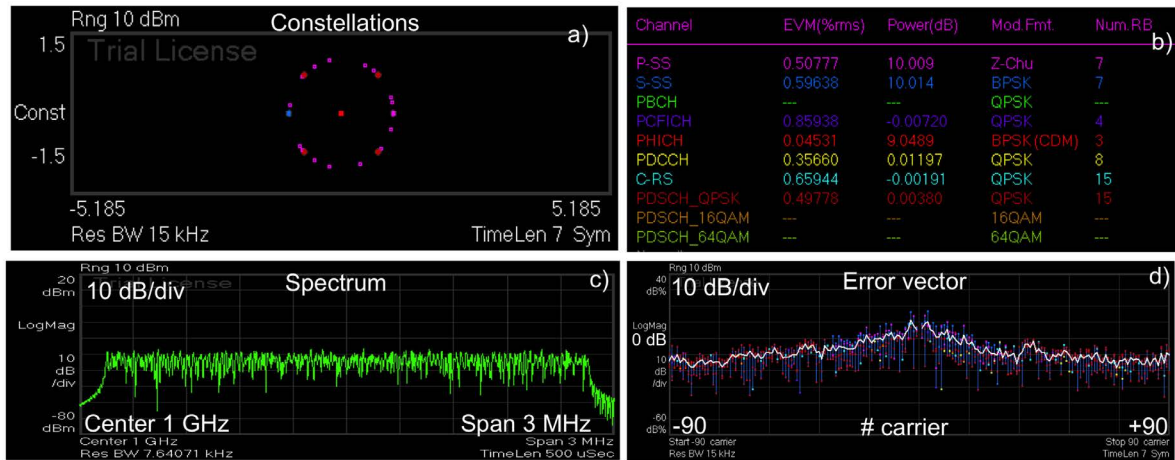 Rng 10 dBm
Constellations
a)
1.5
Trial License
Const
-1.5
-5.185
5.185
Res BW 15 kHz
TimeLen 7 Sym
Channel EVM(%rms) Power(dB) Mod.Fmt. Num.RB
b)
P-SS 0.50777 10.009 Z-Chu 7
S-SS 0.59638 10.014 BPSK 7
PBCH --- --- QPSK ---
PCFICH 0.85938 -0.00720 QPSK 4
PHICH 0.04531 9.0489 BPSK(CDM) 3
PDCCH 0.35660 0.01197 QPSK 8
C-RS 0.65944 -0.00191 QPSK 15
PDSCH_QPSK 0.49778 0.00380 QPSK 15
PDSCH_16QAM --- --- 16QAM ---
PDSCH_64QAM --- --- 64QAM ---
Rng 10 dBm
20
dBm
Trial License
10 dB/div
Spectrum
c)
LogMag
10
dB
/div
-80
dBm
Center 1 GHz
Span 3 MHz
Center 1 GHz
Span 3 MHz
Res BW 7.64071 kHz
TimeLen 500 uSec
Rng 10 dBm
40
dB%
10 dB/div
Error vector
d)
LogMag
0 dB
10
dB
/div
-60
dB%
-90
# carrier
+90
Start -90 carrier
Stop 90 carrier
Res BW 15 kHz
TimeLen 7 Sym